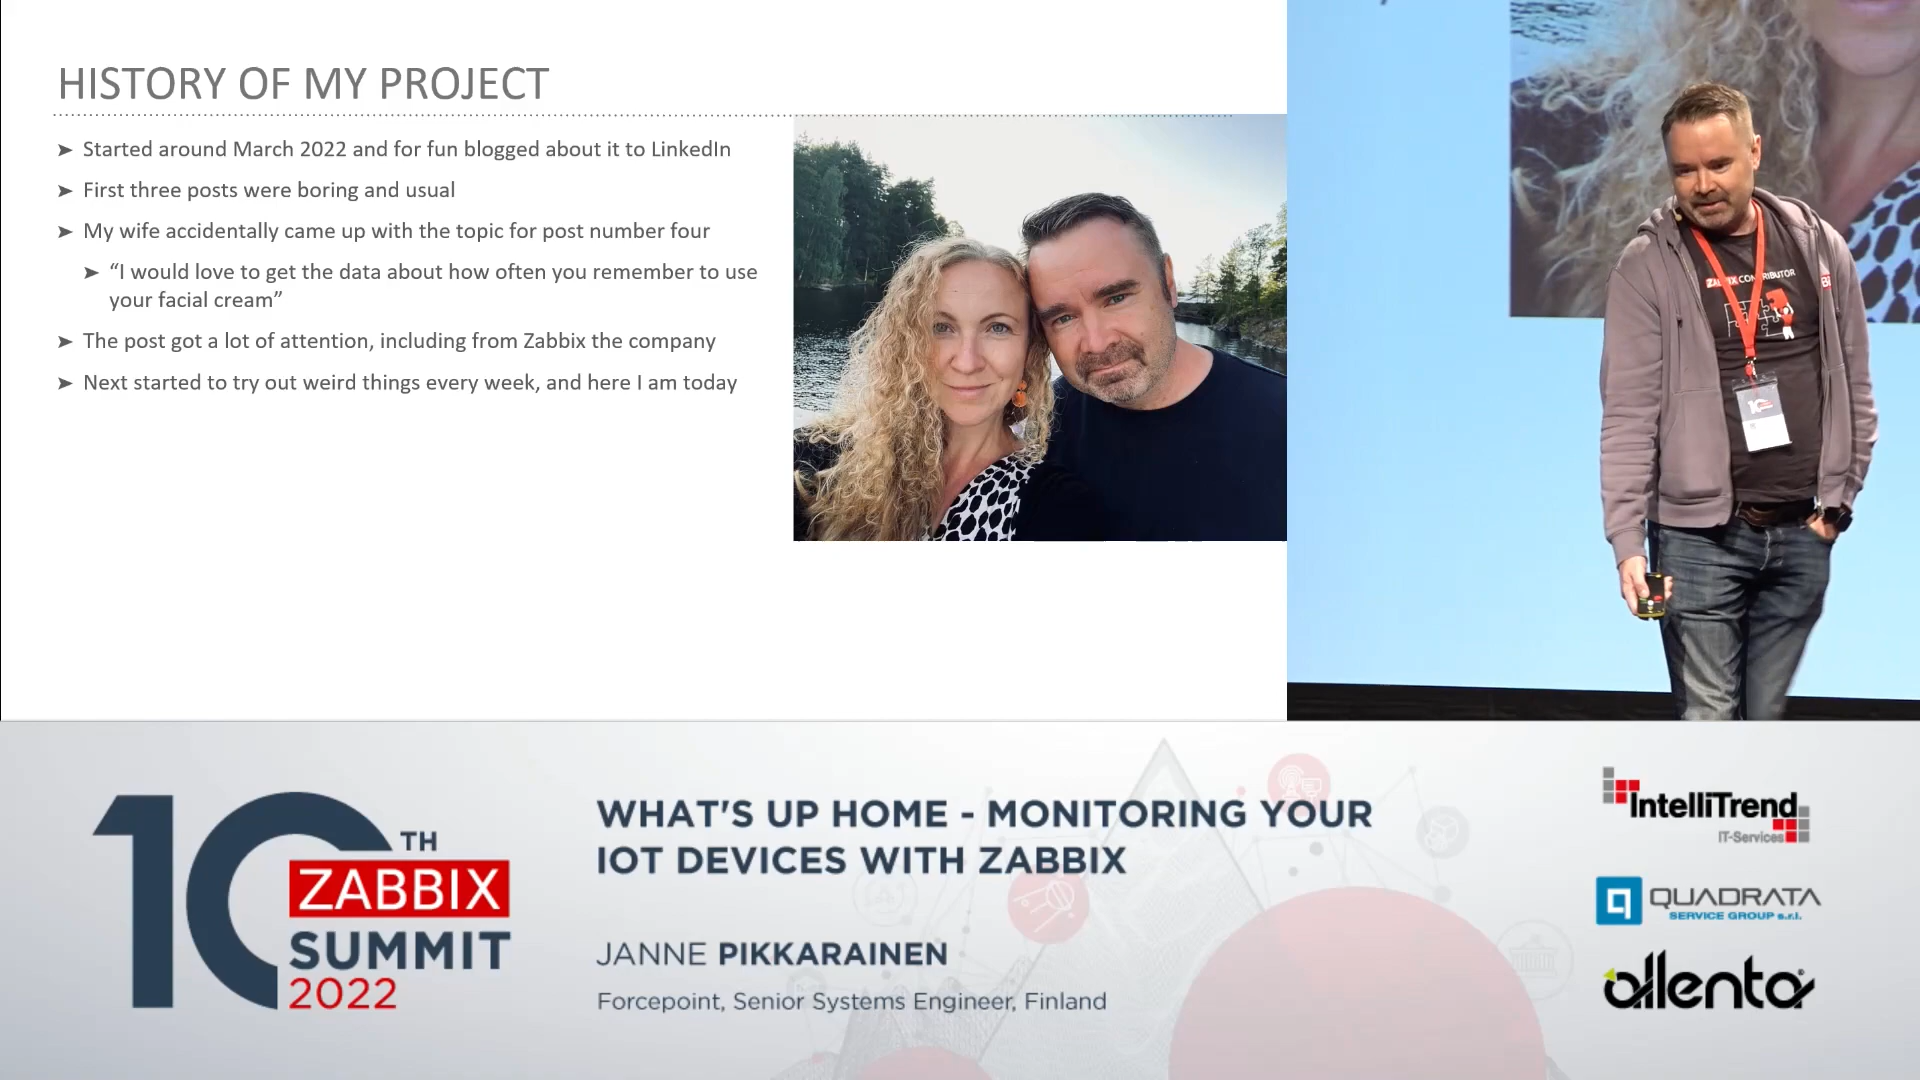 HISTORY OF MY PROJECT
➤ Started around March 2022 and for fun blogged about it to LinkedIn
➤ First three posts were boring and usual
➤ My wife accidentally came up with the topic for post number four
➤ “I would love to get the data about how often you remember to use
your facial cream”
➤ The post got a lot of attention, including from Zabbix the company
➤ Next started to try out weird things every week, and here I am today
ZABBIX CONTRIBUTOR
10
10
TH
ZABBIX
SUMMIT
2022
WHAT'S UP HOME - MONITORING YOUR
IOT DEVICES WITH ZABBIX
JANNE PIKKARAINEN
Forcepoint, Senior Systems Engineer, Finland
IntelliTrend
IT-Services
QUADRATA
SERVICE GROUP s.r.l.
allenta